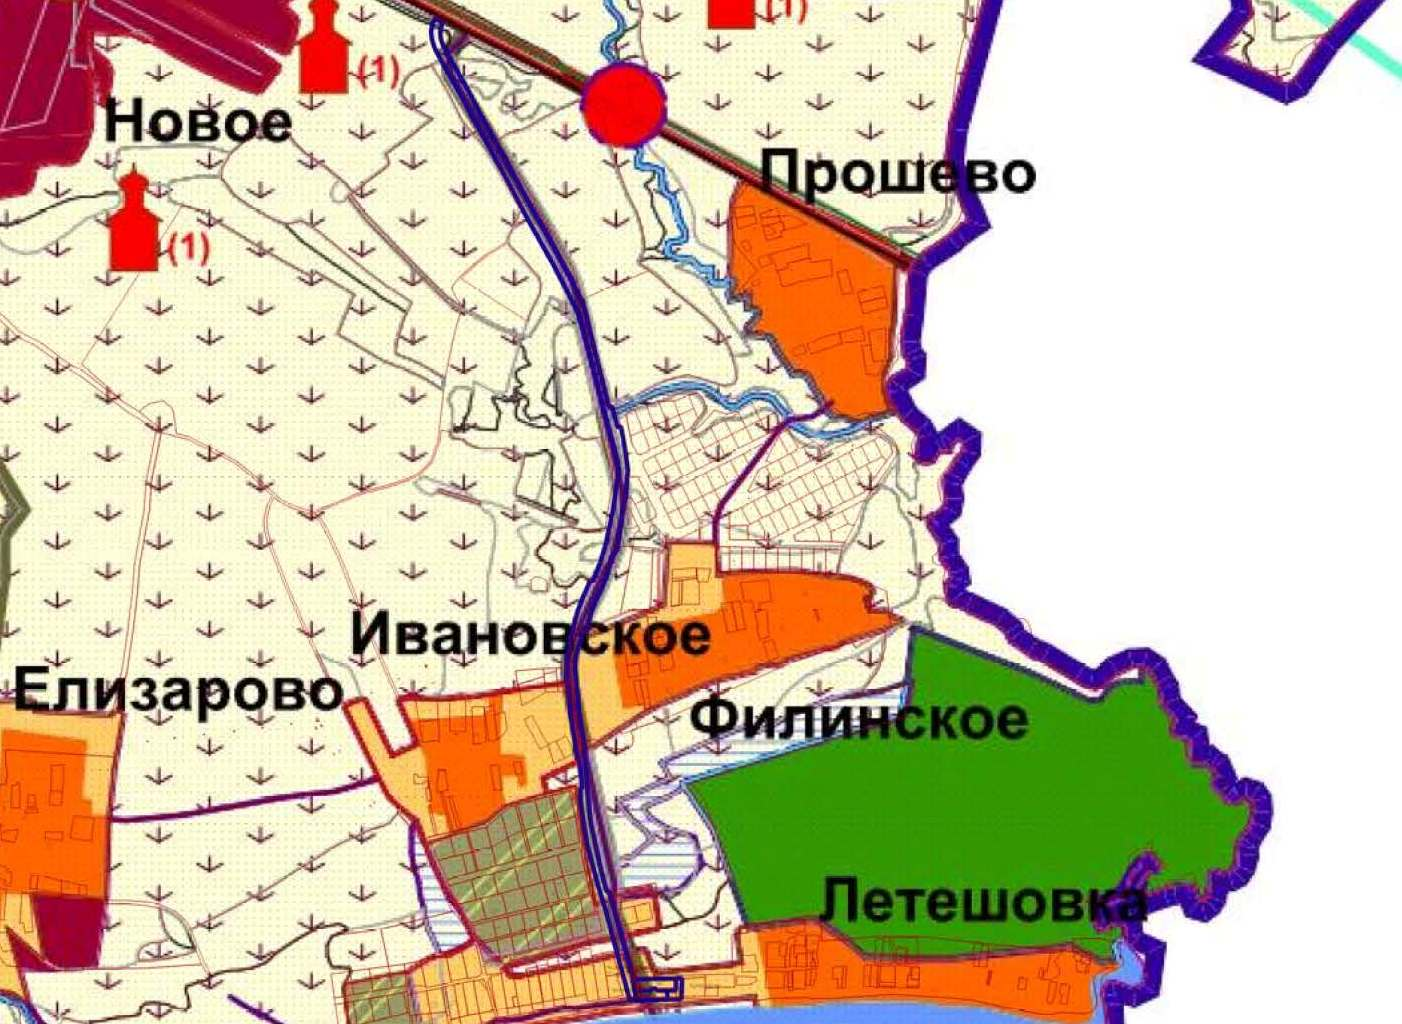 (1)
(1)
Новое
Прошево
(1)
Ивановское
Елизарово
Филинское
Летешовка